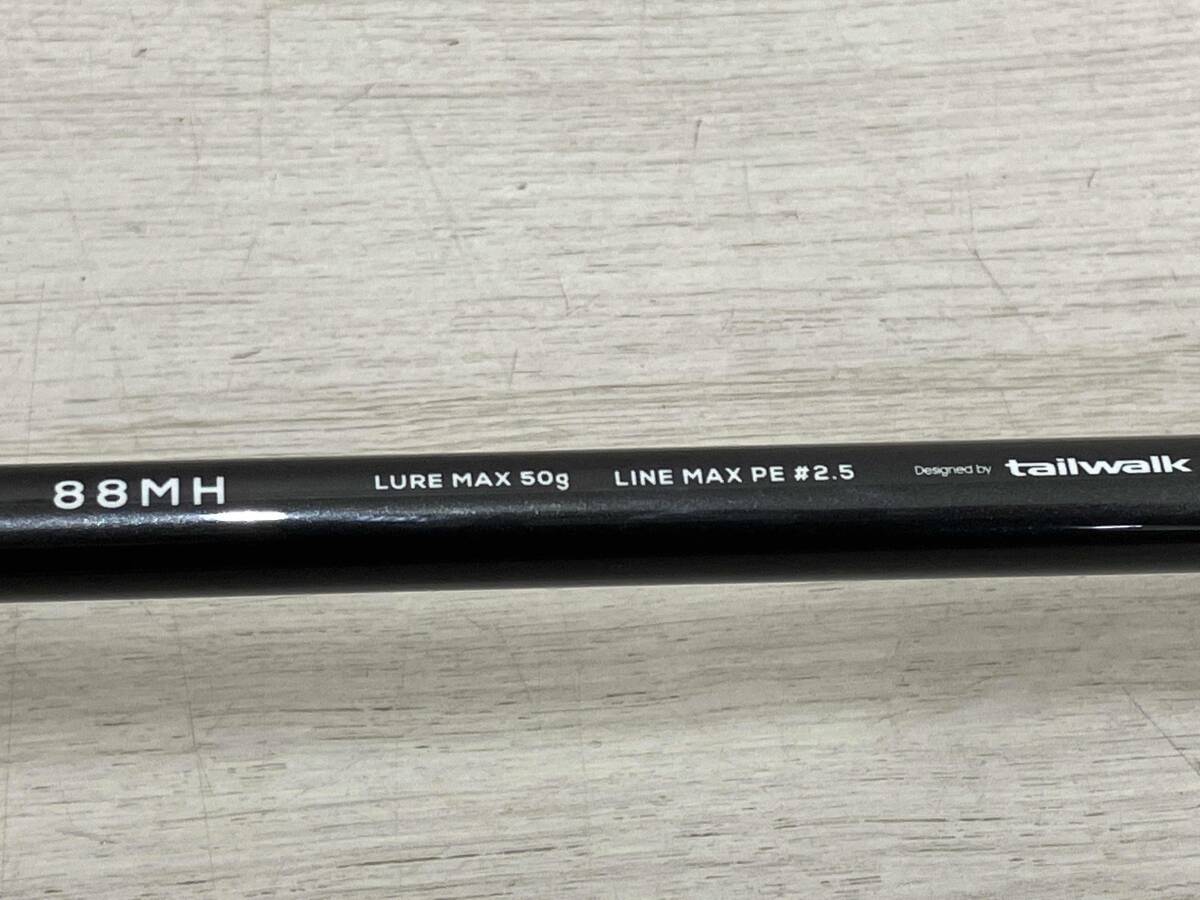 88MH LURE MAX 50g LINE MAX PE #2.5 Designed by tailwalk